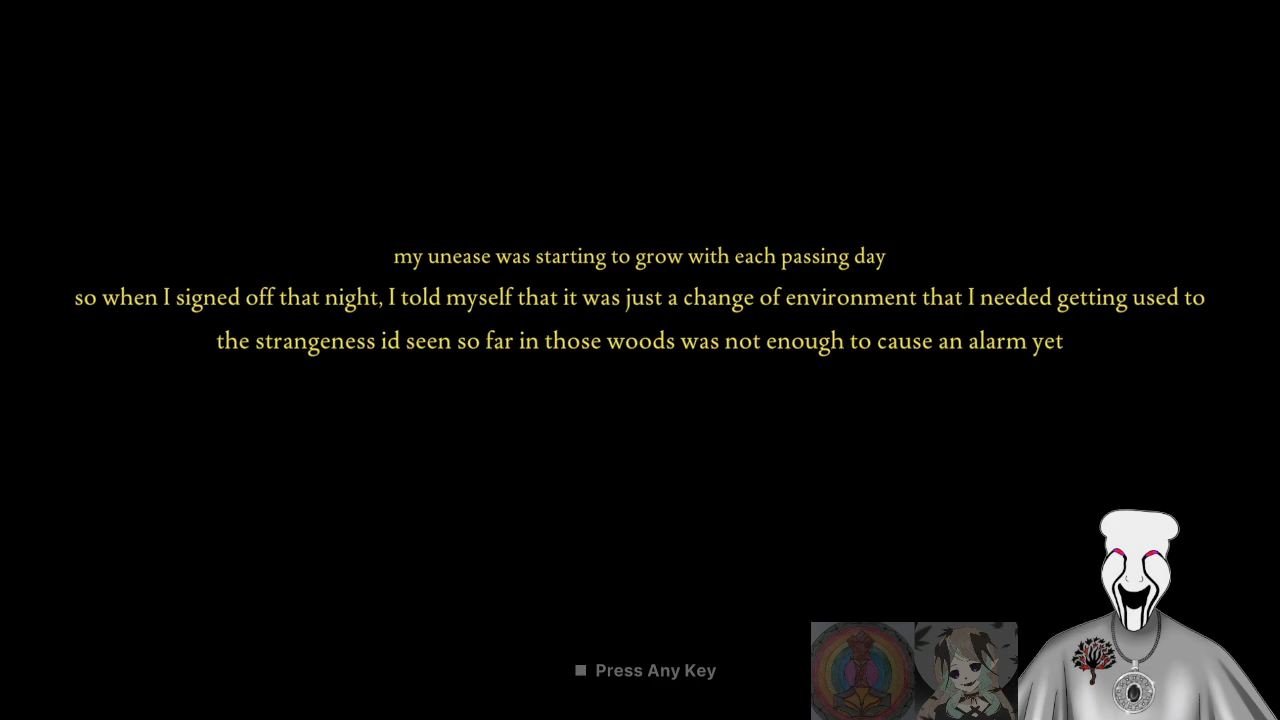 my unease was starting to grow with each passing day
so when I signed off that night, I told myself that it was just a change of environment that I needed getting used to
the strangeness id seen so far in those woods was not enough to cause an alarm yet
Press Any Key